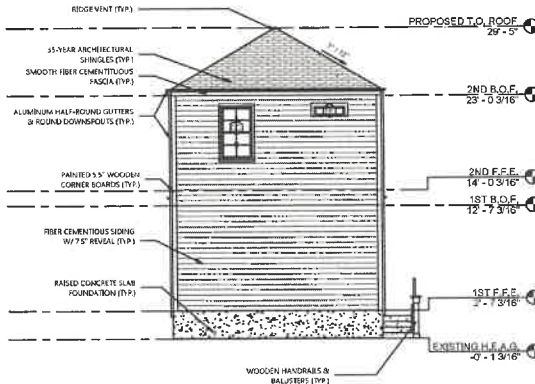 RIDGEVENT (TYP.)
35-YEAR ARCHITECTURAL
SHINGLES (TYP.)
SMOOTH FIBER CEMENTITIOUS
FASCIA (TYP.)
ALUMINUM HALF-ROUND GUTTERS
& ROUND DOWNSPOUTS (TYP.)
PAINTED 5.5" WOODEN
CORNER BOARDS (TYP.)
FIBER CEMENTIOUS SIDING
W/ 7.5" REVEAL (TYP.)
RAISED CONCRETE SLAB
FOUNDATION (TYP.)
WOODEN HANDRAILS &
BALUSTERS (TYP.)
PROPOSED T.O. ROOF
29' - 5"
2ND B.O.F.
23' - 0 3/16"
2ND F.F.E.
14' - 0 3/16"
1ST B.O.F.
12' - 7 3/16"
1ST F.F.E.
EXISTING H.E.A.G.
-0' - 1 3/16"